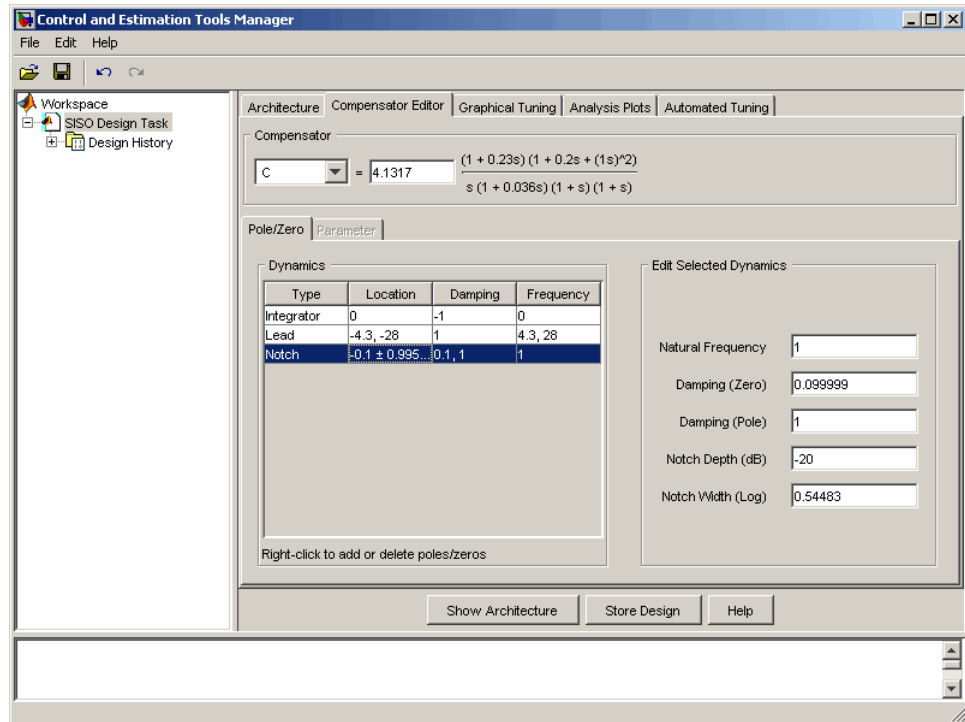 Control and Estimation Tools Manager
File Edit Help
Workspace
SISO Design Task
Design History
Architecture Compensator Editor Graphical Tuning Analysis Plots Automated Tuning
Compensator
C = 4.1317
(1 + 0.23s) (1 + 0.2s + (1s)^2)
s (1 + 0.036s) (1 + s) (1 + s)
Pole/Zero Parameter
Dynamics
Type Location Damping Frequency
Integrator 0 -1 0
Lead -4.3, -28 1 4.3, 28
Notch -0.1 ± 0.995... 0.1, 1 1
Right-click to add or delete poles/zeros
Edit Selected Dynamics
Natural Frequency 1
Damping (Zero) 0.099999
Damping (Pole) 1
Notch Depth (dB) -20
Notch Width (Log) 0.54483
Show Architecture Store Design Help